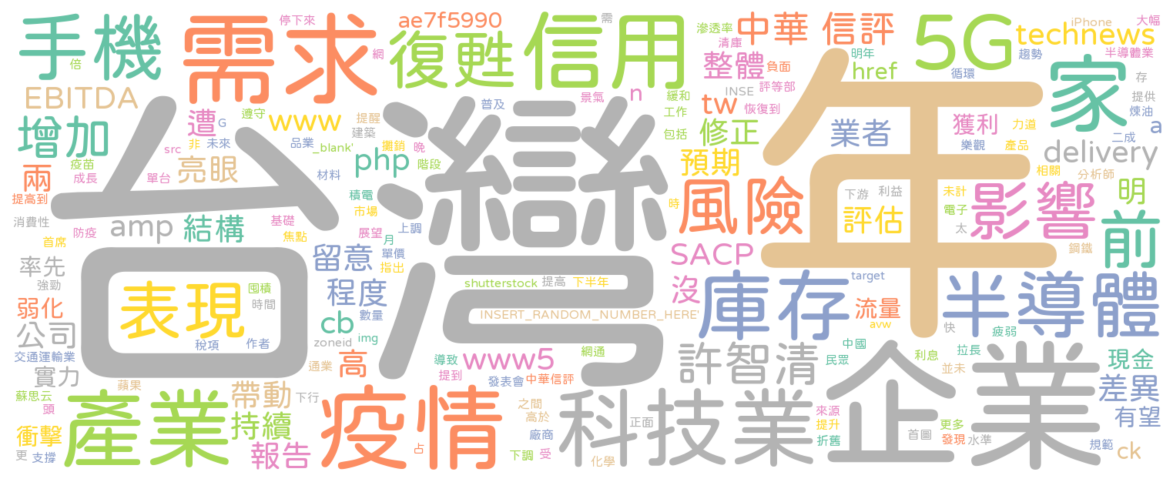 手機
需求
停下來
ae7f5990
復甦
信用
滲透率
清庫
需
中華
信評
5G
iPhone
technews
大幅
倍
網
整體
負面
明年
href
趨勢
循環
半導體業
EBITDA
遭
遵守
G
www
提醒
普及
景氣
n
緩和
INSE
tw
評等部
恢復到
家
存
提供
煉油
增加
非
未來
品業
建築
撤銷
晚
工作
修正
業者
獲利
力道
二成
a
src
_blank'
php
階段
包括
預期
樂觀
產品
delivery
疫苗
成長
兩
單台
亮眼
材料
台灣
年
下游
利益
相關
分析師
提高到
積電
時
風險
未計
影響
明
消費性
防疫
amp
結構
基礎
焦點
市場
上調
評估
電子
太
前
首席
率先
強勁
展望
月
單價
指出
留意
SACP
鋼鐵
弱化
表現
囤積
時間
程度
數量
shutterstock
提高
下半年
沒
庫存
target
半導體
公司
稅項
作者
zoneid
cb
img
INSERT_RANDOM_NUMBER_HERE'
流量
avw
快
疲弱
交通運輸業
實力
通業
高
導致
提到
www5
網通
許智清
民眾
中國
利息
拉長
並未
現金
蘇思云
頭
蘋果
帶動
下行
發表會
中華信評
企業
差異
產業
持續
疫情
之間
高於
科技業
正面
來源
提升
折舊
首圖
更多
發現
水準
有望
衝擊
更
支撐
報告
占
廠商
下調
受
化學
規範
ck